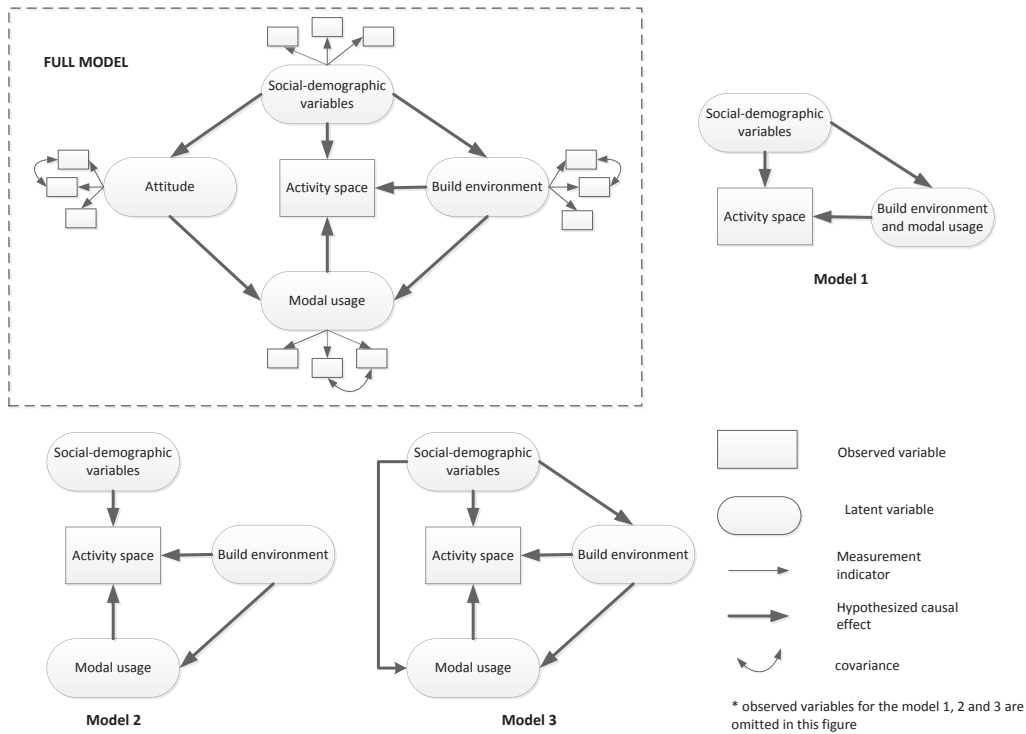 FULL MODEL
Social-demographic
variables
Attitude
Activity space
Build environment
Modal usage
Social-demographic
variables
Activity space
Build environment
and modal usage
Model 1
Social-demographic
variables
Activity space
Build environment
Modal usage
Model 2
Social-demographic
variables
Activity space
Build environment
Modal usage
Model 3
Observed variable
Latent variable
Measurement
indicator
Hypothesized causal
effect
covariance
* observed variables for the model 1, 2 and 3 are
omitted in this figure